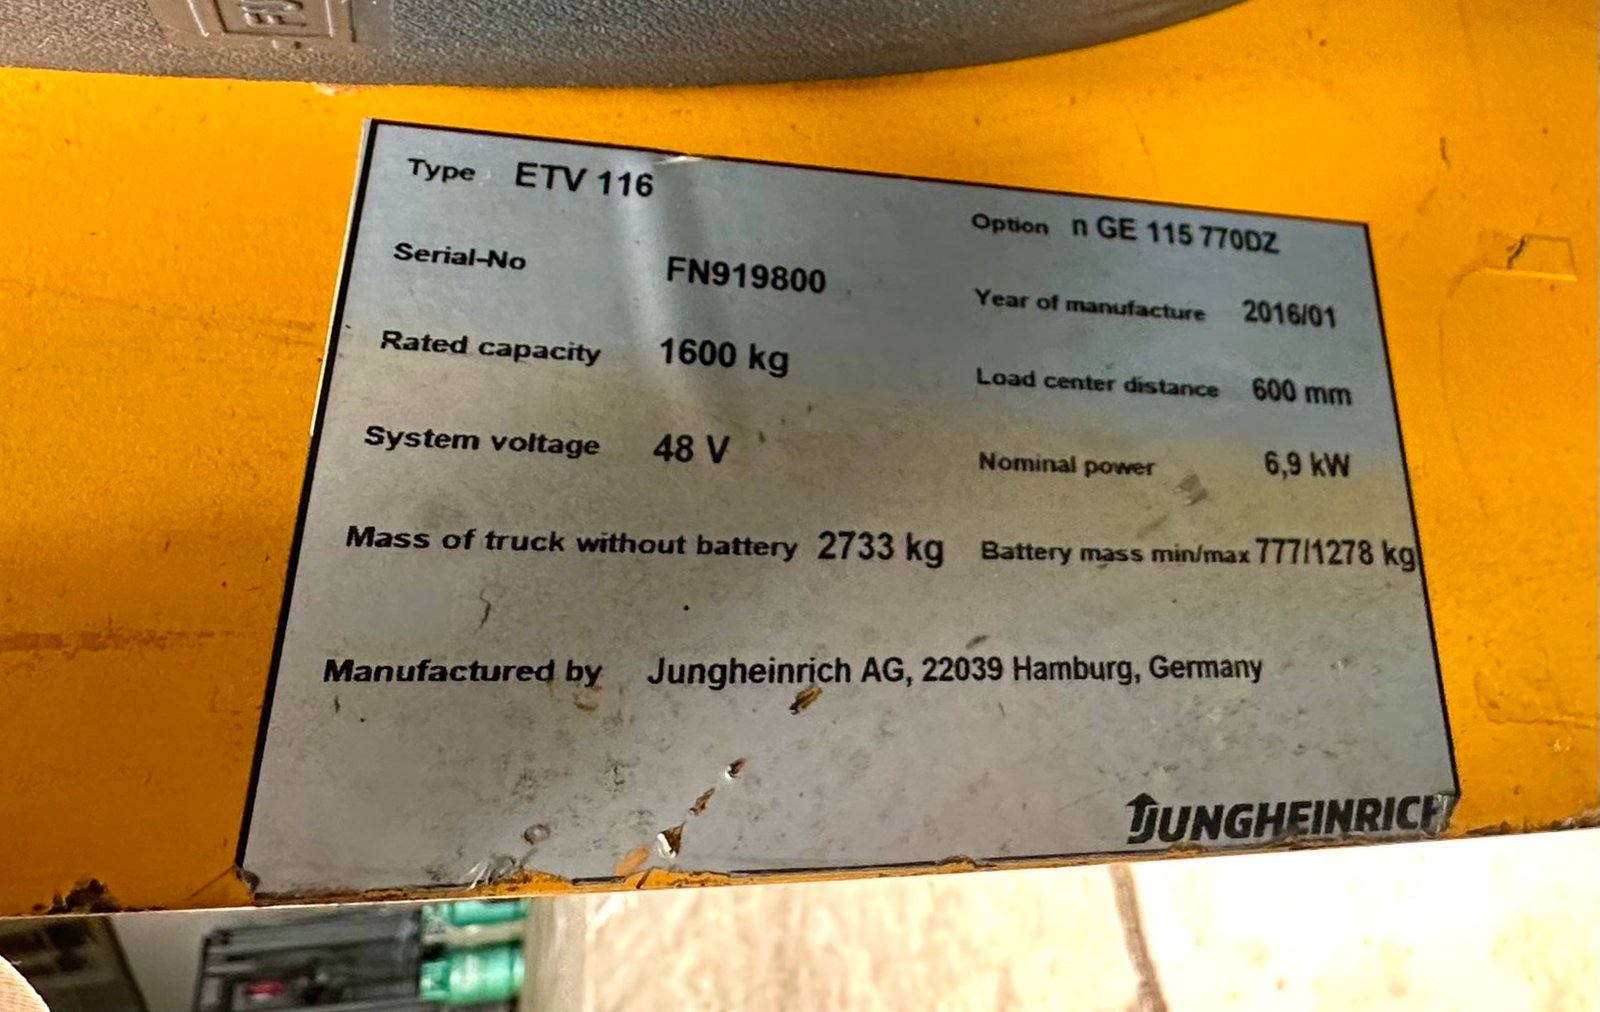 Type ETV 116
Option n GE 115 770DZ
Serial-No FN919800
Year of manufacture 2016/01
Rated capacity 1600 kg
Load center distance 600 mm
System voltage 48 V
Nominal power 6,9 kW
Mass of truck without battery 2733 kg
Battery mass min/max 777/1278 kg
Manufactured by Jungheinrich AG, 22039 Hamburg, Germany
JUNGHEINRICH